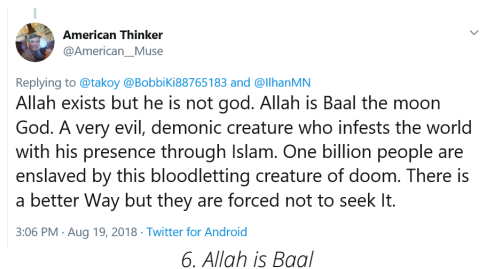 American Thinker
@American__Muse
Replying to @takoy @BobbiKi88765183 and @IlhanMN
Allah exists but he is not god. Allah is Baal the moon
God. A very evil, demonic creature who infests the world
with his presence through Islam. One billion people are
enslaved by this bloodletting creature of doom. There is
a better Way but they are forced not to seek It.
3:06 PM · Aug 19, 2018 · Twitter for Android
6. Allah is Baal